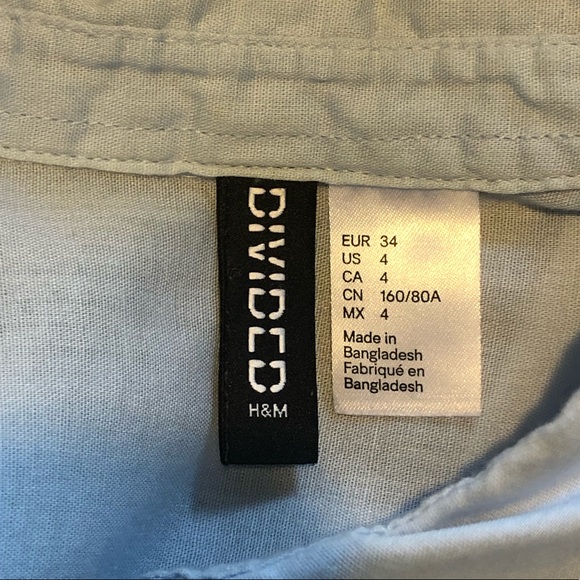 DIVIDED
H&M
EUR 34
US 4
CA 4
CN 160/80A
MX 4
Made in
Bangladesh
Fabriqué en
Bangladesh